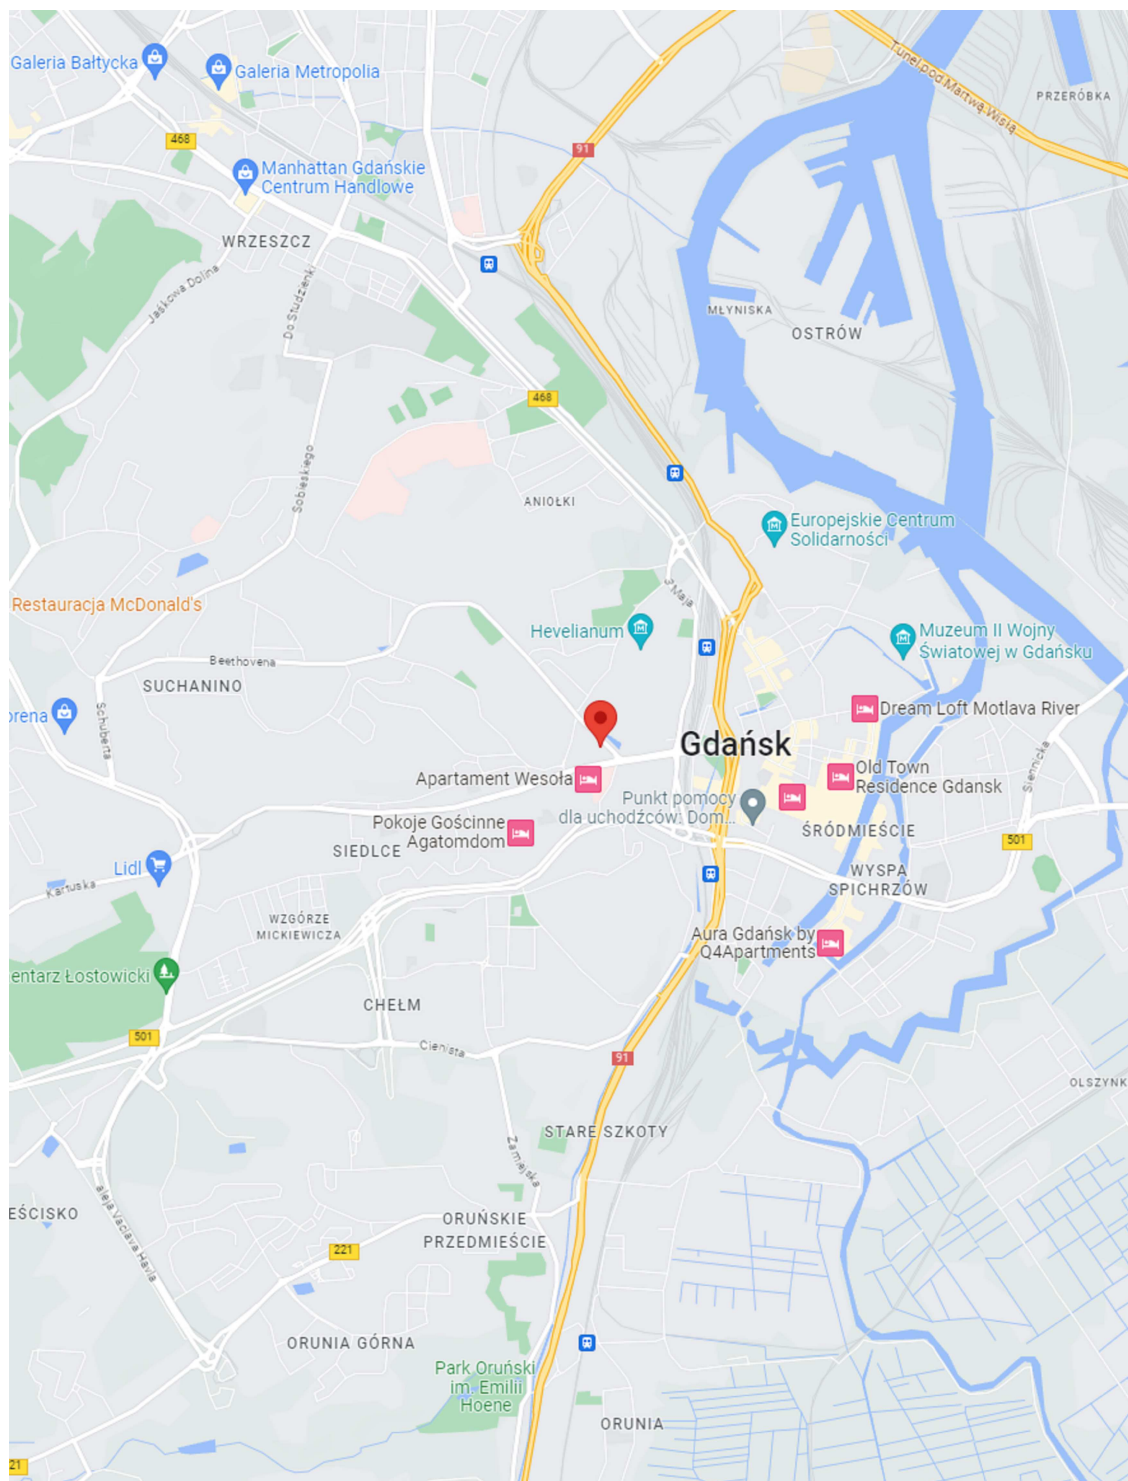 Galeria Bałtycka
Galeria Metropolia
Tunel pod Martwą Wisłą
PRZERÓBKA
468
91
Manhattan Gdańskie
Centrum Handlowe
WRZESZCZ
Jaśkowa Dolina
Do Studzienki
MŁYNISKA
OSTRÓW
468
Sobieskiego
ANIOŁKI
Europejskie Centrum
Solidarności
3 Maja
Restauracja McDonald's
Hevelianum
Muzeum II Wojny
Światowej w Gdańsku
Beethovena
SUCHANINO
orena
Schuberta
Dream Loft Motlava River
Gdańsk
Siennicka
Apartament Wesoła
Old Town
Residence Gdansk
Punkt pomocy
dla uchodźców: Dom...
Pokoje Gościnne
Agatomdom
ŚRÓDMIEŚCIE
501
SIEDLCE
Lidl
Kartuska
WYSPA
SPICHRZÓW
WZGÓRZE
MICKIEWICZA
Aura Gdańsk by
Q4Apartments
entarz Łostowicki
CHEŁM
501
Cienista
91
OLSZYNK
STARE SZKOTY
Zamiejska
aleja Vaclava Havla
EŚCISKO
ORUŃSKIE
PRZEDMIEŚCIE
221
ORUNIA GÓRNA
Park Oruński
im. Emilii
Hoene
ORUNIA
21